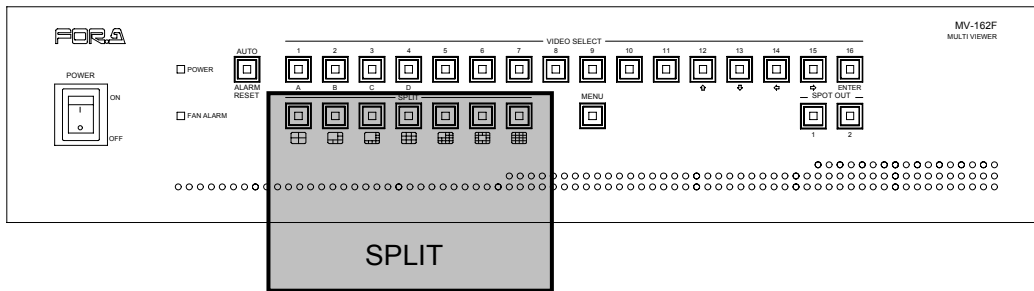 FOR.A
MV-162F
MULTI VIEWER
VIDEO SELECT
AUTO 1 2 3 4 5 6 7 8 9 10 11 12 13 14 15 16
POWER
POWER
ON
OFF
ALARM
RESET
A B C D ⇧ ⇩ ⇦ ⇨ ENTER
SPLIT
MENU
SPOT OUT
FAN ALARM
1 2
SPLIT